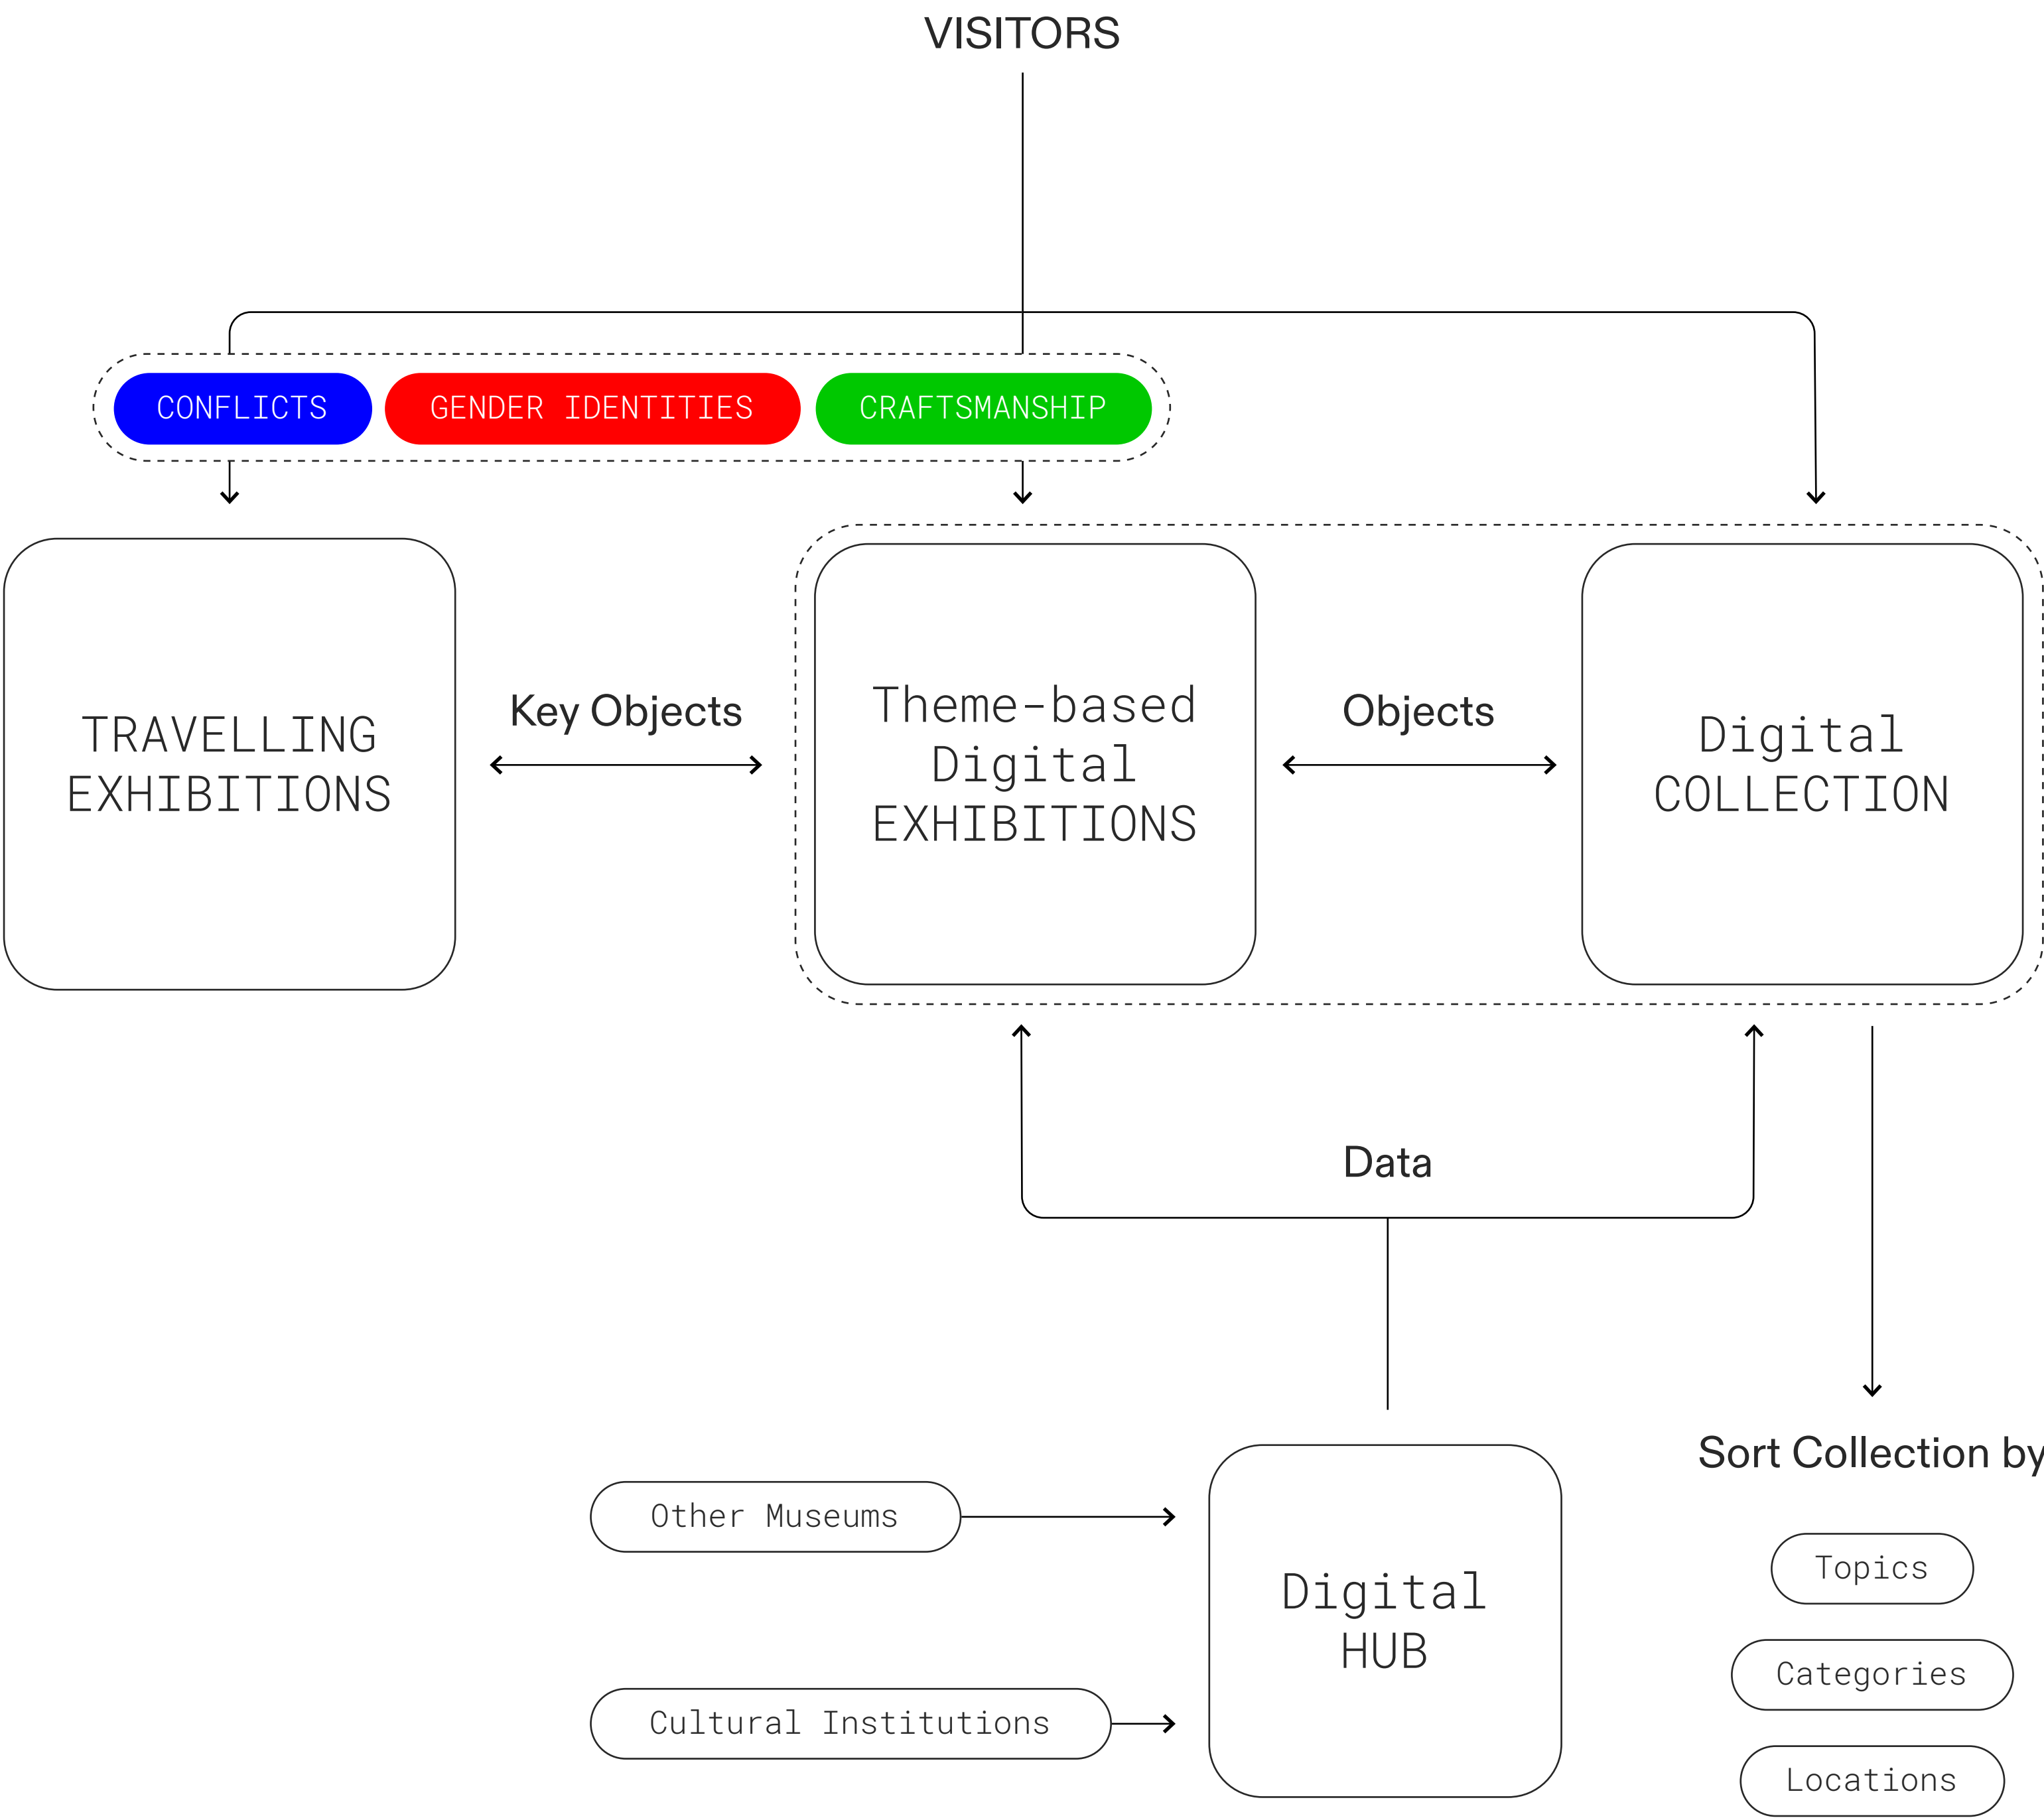 VISITORS
CONFLICTS
GENDER IDENTITIES
CRAFTSMANSHIP
TRAVELLING
EXHIBITIONS
Key Objects
Theme-based
Digital
EXHIBITIONS
Objects
Digital
COLLECTION
Data
Sort Collection by
Other Museums
Cultural Institutions
Digital
HUB
Topics
Categories
Locations